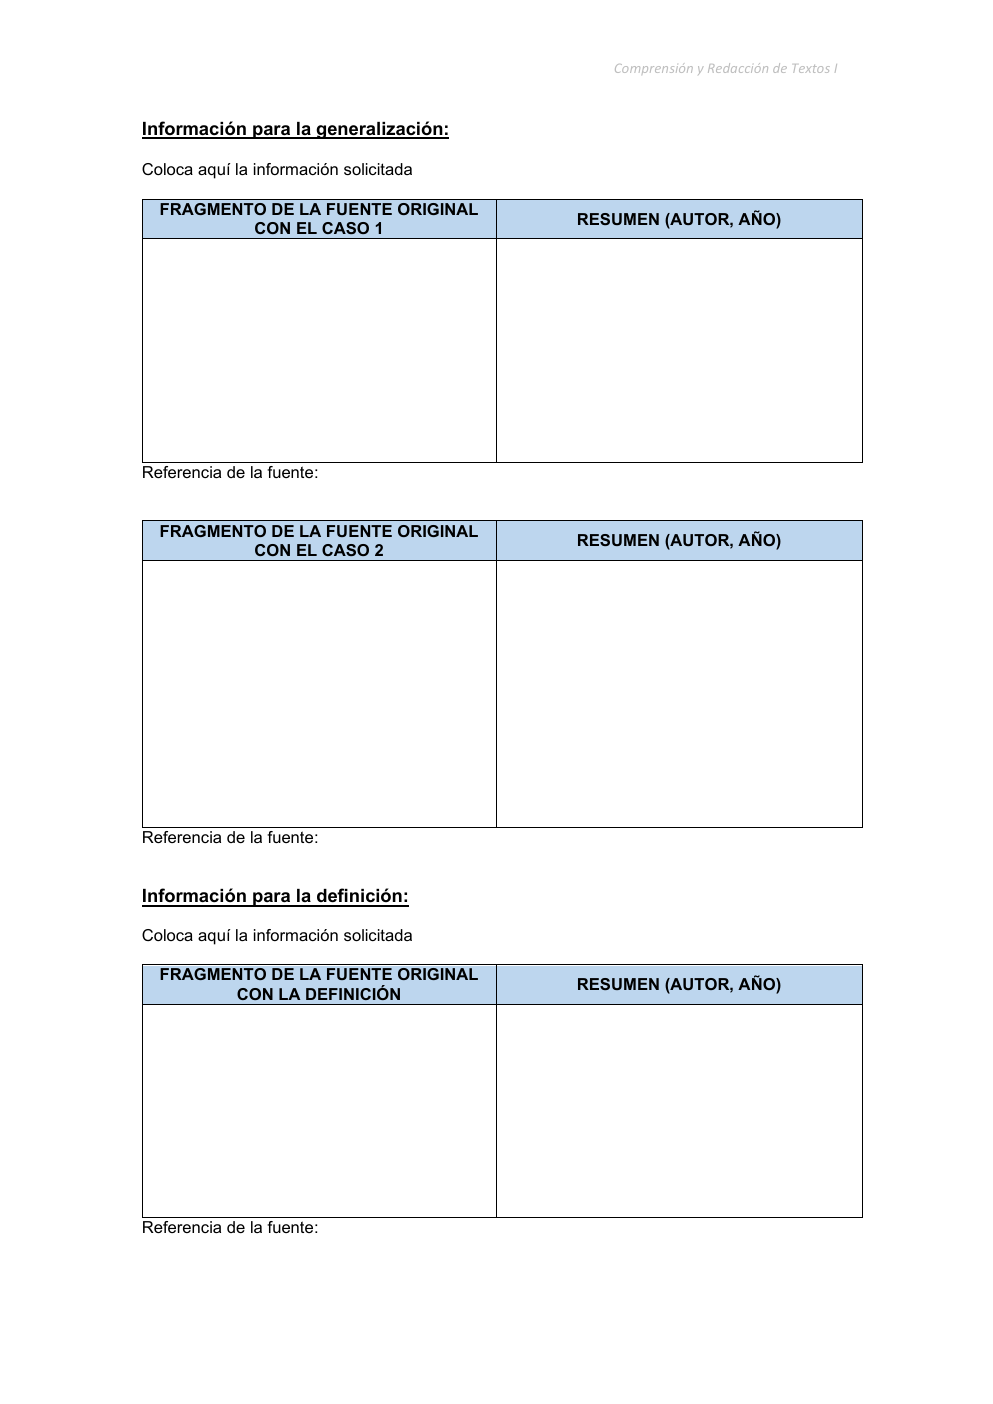 Comprensión y Redacción de Textos I
Información para la generalización:
Coloca aquí la información solicitada
FRAGMENTO DE LA FUENTE ORIGINAL
CON EL CASO 1
RESUMEN (AUTOR, AÑO)
Referencia de la fuente:
FRAGMENTO DE LA FUENTE ORIGINAL
CON EL CASO 2
RESUMEN (AUTOR, AÑO)
Referencia de la fuente:
Información para la definición:
Coloca aquí la información solicitada
FRAGMENTO DE LA FUENTE ORIGINAL
CON LA DEFINICIÓN
RESUMEN (AUTOR, AÑO)
Referencia de la fuente: